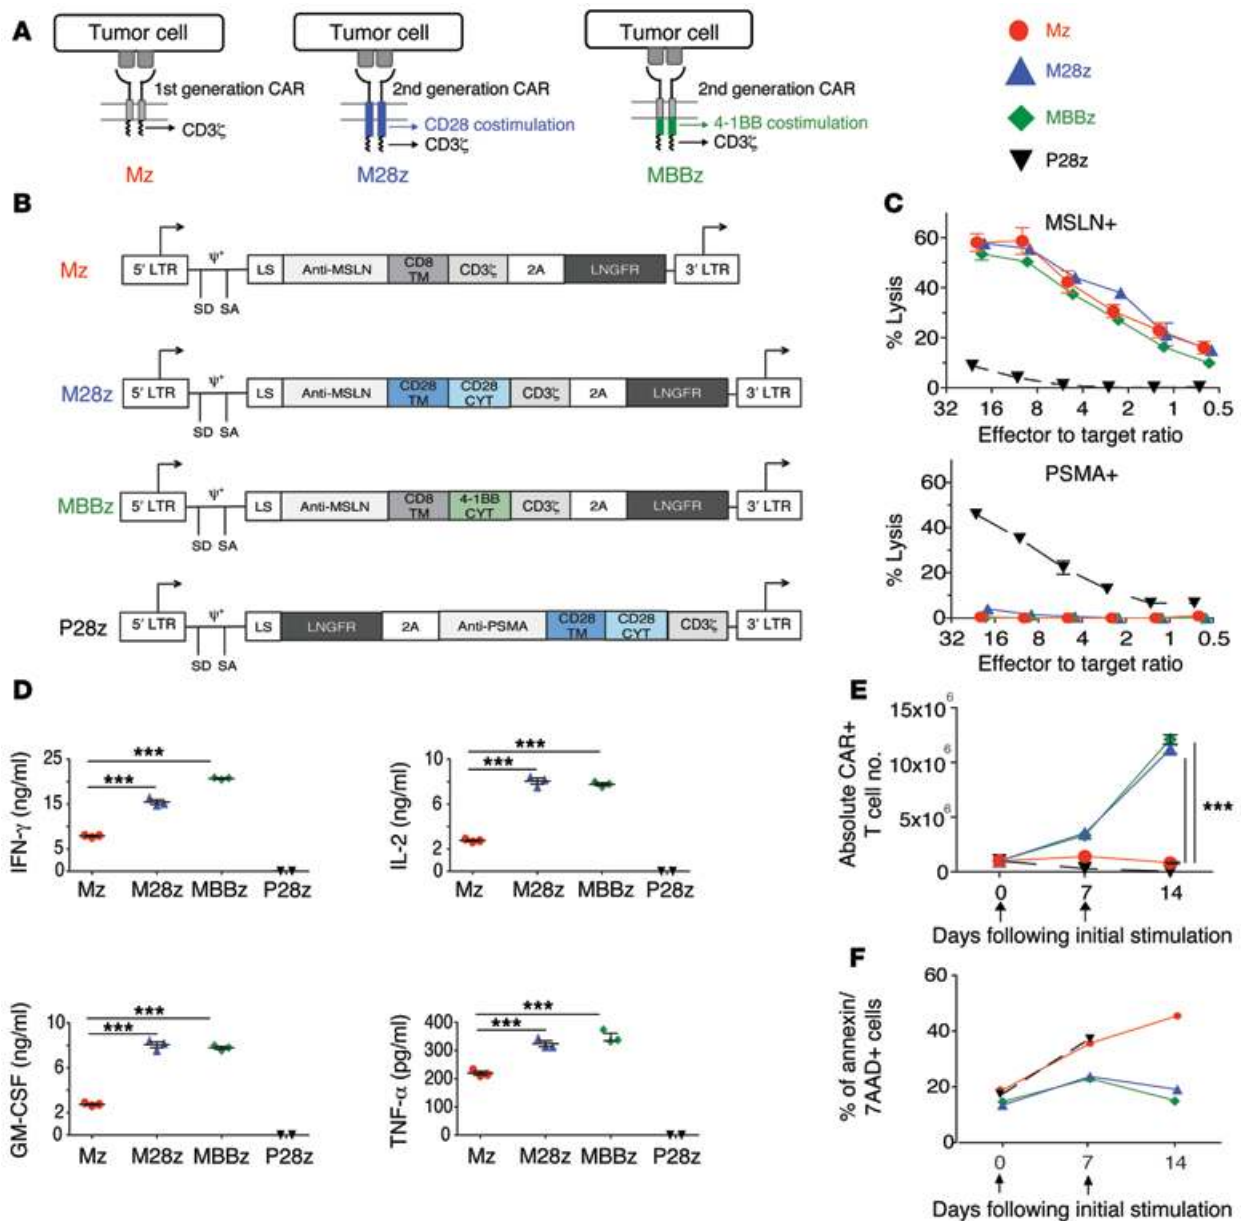 A
Tumor cell
1st generation CAR
CD3ζ
Mz
Tumor cell
2nd generation CAR
CD28 costimulation
CD3ζ
M28z
Tumor cell
2nd generation CAR
4-1BB costimulation
CD3ζ
MBBz
Mz
M28z
MBBz
P28z
B
Mz
5' LTR
ψ+
SD SA
LS
Anti-MSLN
CD8
TM
CD3ζ
2A
LNGFR
3' LTR
M28z
5' LTR
ψ+
SD SA
LS
Anti-MSLN
CD28
TM
CD28
CYT
CD3ζ
2A
LNGFR
3' LTR
MBBz
5' LTR
ψ+
SD SA
LS
Anti-MSLN
CD8
TM
4-1BB
CYT
CD3ζ
2A
LNGFR
3' LTR
P28z
5' LTR
ψ+
SD SA
LS
LNGFR
2A
Anti-PSMA
CD28
TM
CD28
CYT
CD3ζ
3' LTR
C
MSLN+
% Lysis
60
40
20
0
32 16 8 4 2 1 0.5
Effector to target ratio
PSMA+
% Lysis
60
40
20
0
32 16 8 4 2 1 0.5
Effector to target ratio
D
IFN-γ (ng/ml)
25
15
5
0
***
***
Mz M28z MBBz P28z
IL-2 (ng/ml)
10
6
2
0
***
***
Mz M28z MBBz P28z
GM-CSF (ng/ml)
10
6
2
0
***
***
Mz M28z MBBz P28z
TNF-α (pg/ml)
400
300
200
100
0
***
***
Mz M28z MBBz P28z
E
Absolute CAR+
T cell no.
15x10⁶
10x10⁶
5x10⁶
0
***
0 7 14
Days following initial stimulation
F
% of annexin/
7AAD+ cells
60
40
20
0
0 7 14
Days following initial stimulation